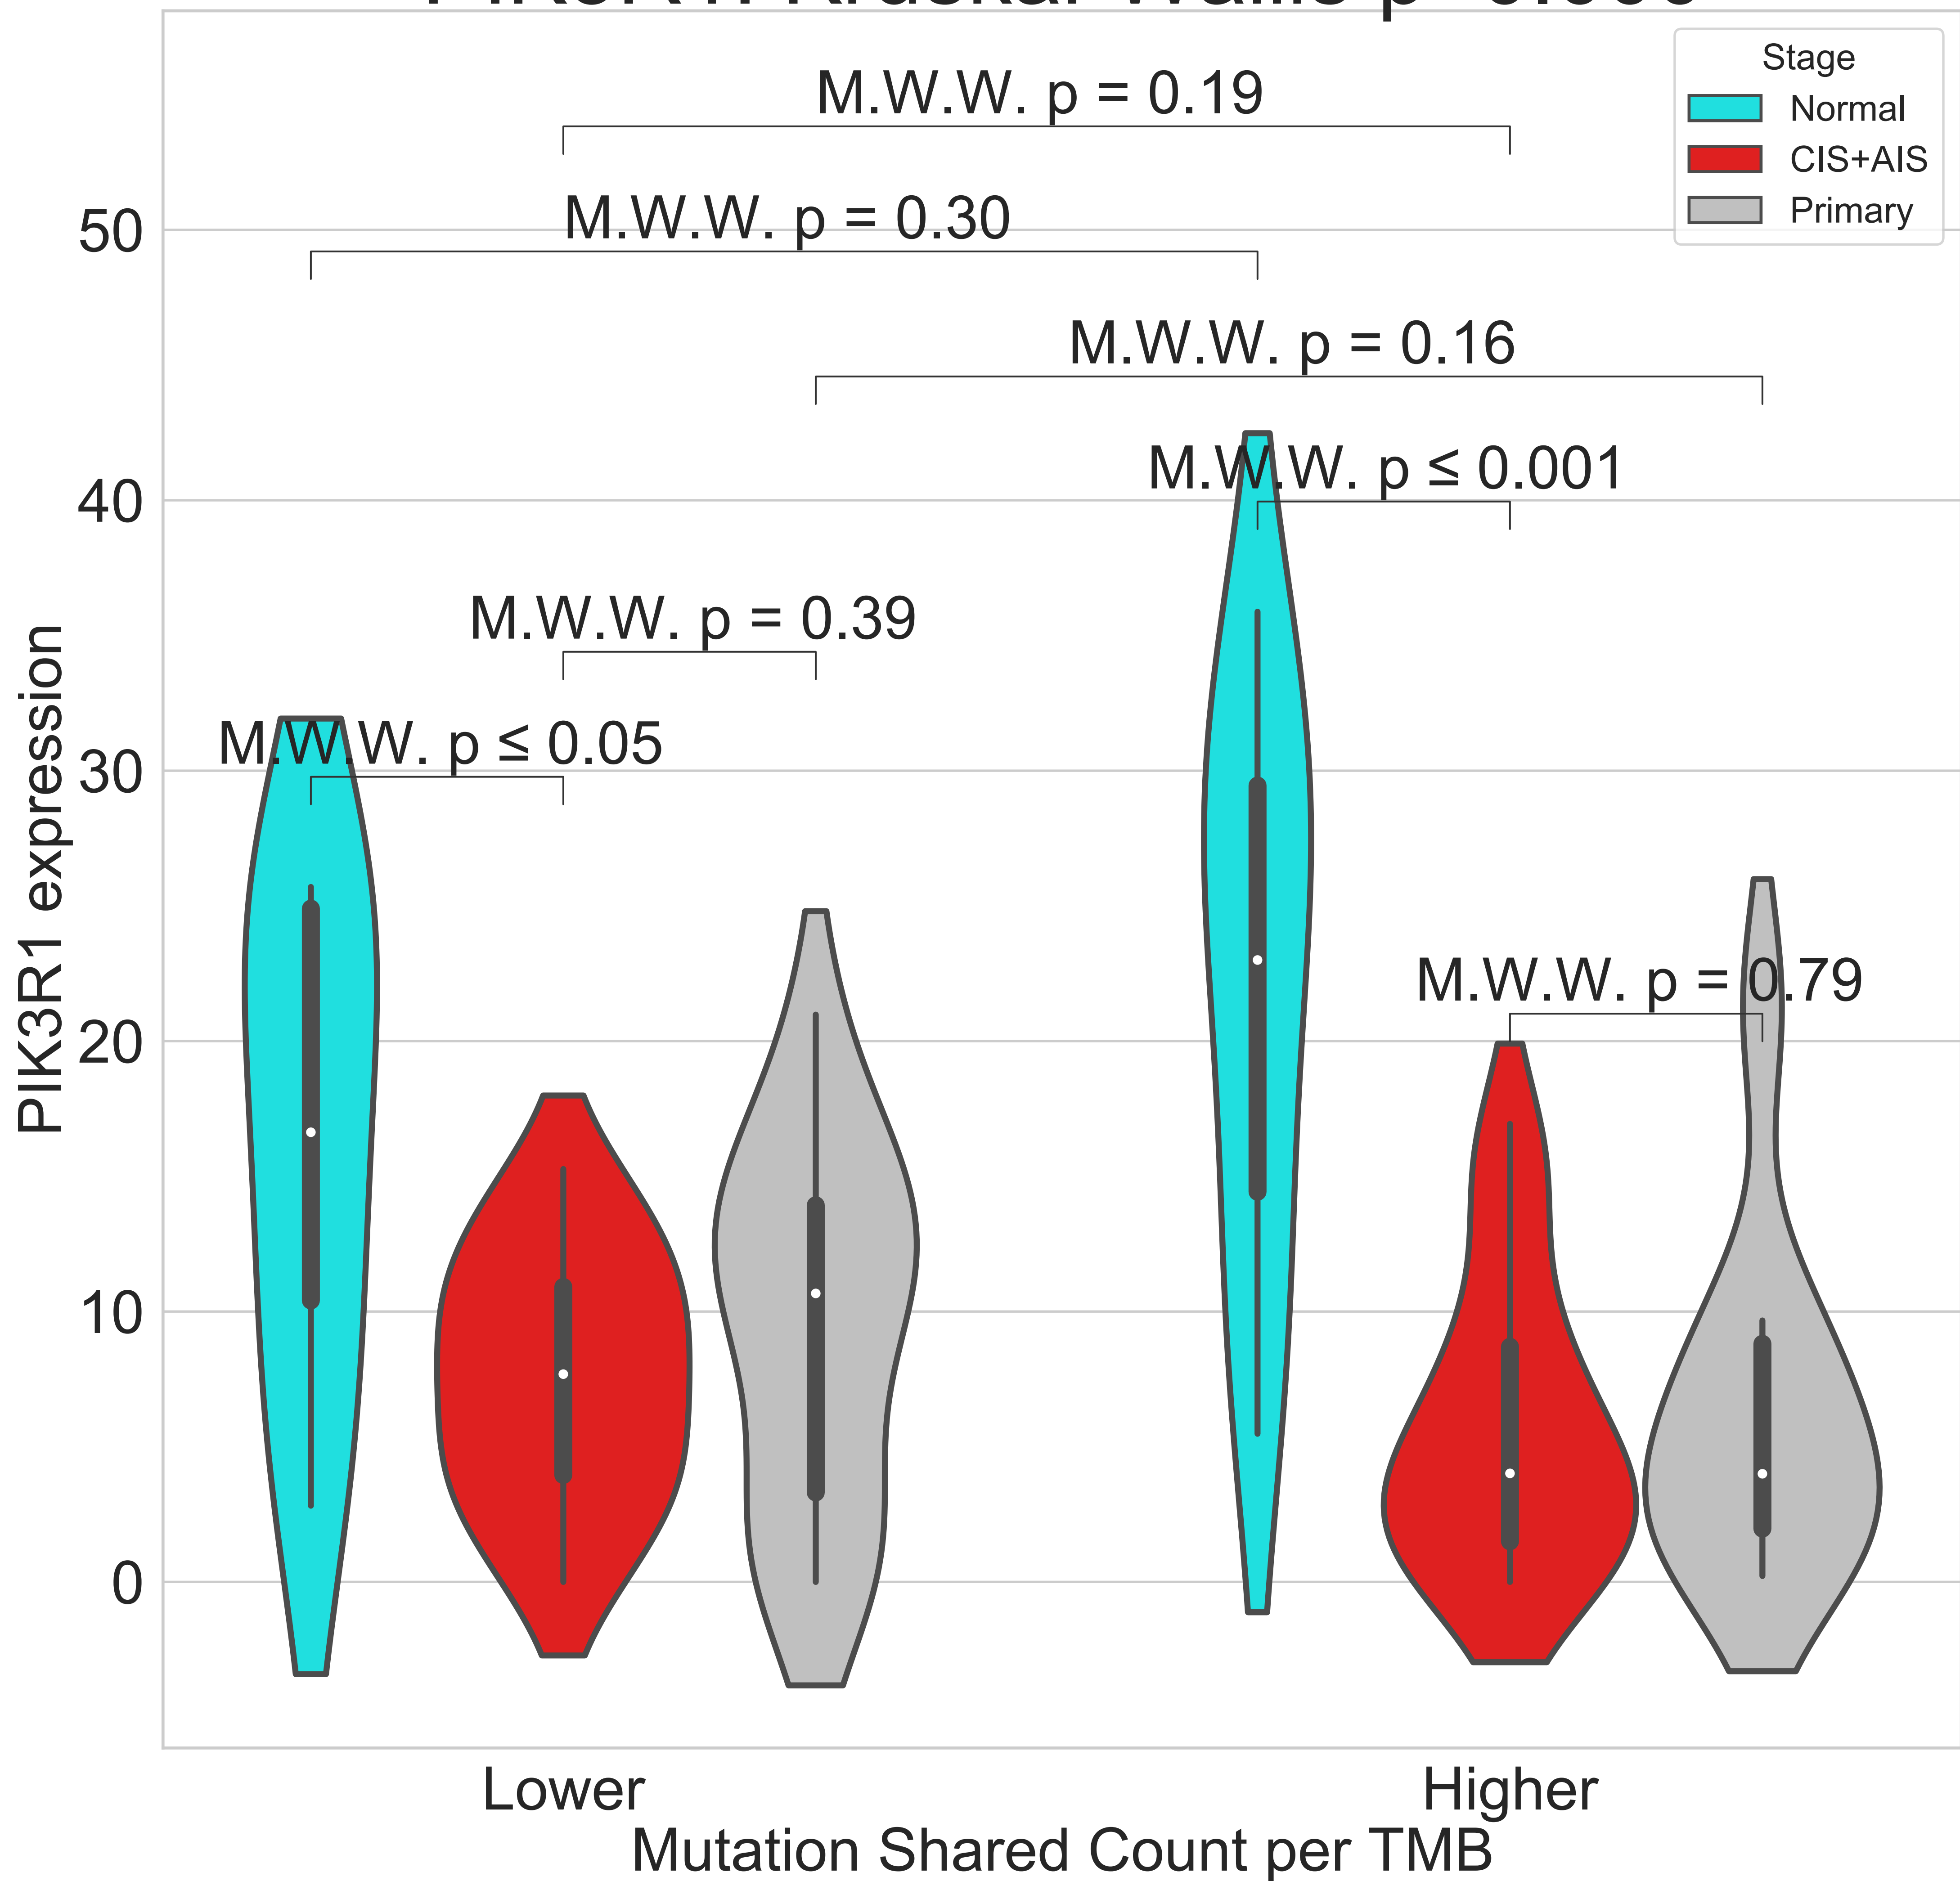 Stage
Normal
CIS+AIS
Primary
M.W.W. p = 0.19
M.W.W. p = 0.30
M.W.W. p = 0.16
M.W.W. p ≤ 0.001
M.W.W. p = 0.39
M.W.W. p ≤ 0.05
M.W.W. p = 0.79
50
40
30
20
10
0
PIK3R1 expression
Lower
Higher
Mutation Shared Count per TMB